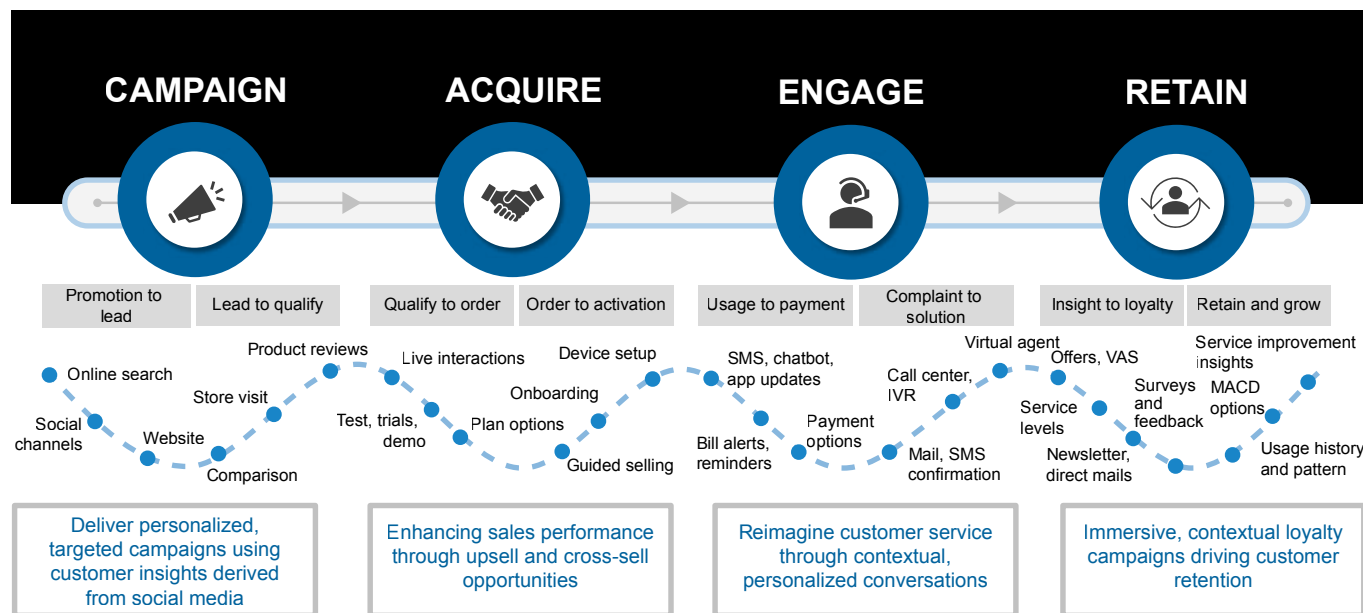 CAMPAIGN
ACQUIRE
ENGAGE
RETAIN
Promotion to
lead
Lead to qualify
Qualify to order
Order to activation
Usage to payment
Complaint to
solution
Insight to loyalty
Retain and grow
Online search
Social
channels
Website
Comparison
Store visit
Product reviews
Live interactions
Test, trials,
demo
Plan options
Guided selling
Onboarding
Device setup
SMS, chatbot,
app updates
Bill alerts,
reminders
Payment
options
Mail, SMS
confirmation
Call center,
IVR
Virtual agent
Offers, VAS
Service
levels
Newsletter,
direct mails
Surveys
and
feedback
Usage history
and pattern
MACD
options
Service improvement
insights
Deliver personalized,
targeted campaigns using
customer insights derived
from social media
Enhancing sales performance
through upsell and cross-sell
opportunities
Reimagine customer service
through contextual,
personalized conversations
Immersive, contextual loyalty
campaigns driving customer
retention